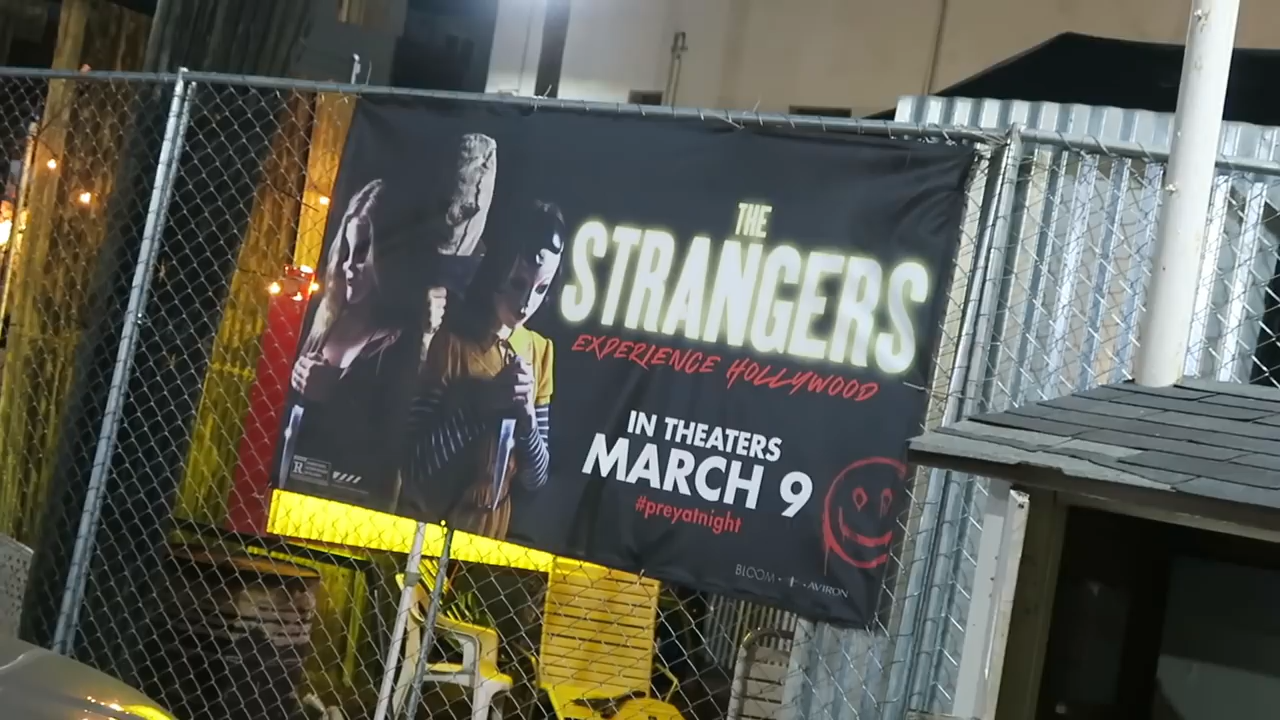 THE
STRANGERS
EXPERIENCE HOLLYWOOD
IN THEATERS
MARCH 9
#preyatnight
R
BLOOM • • AVIRON